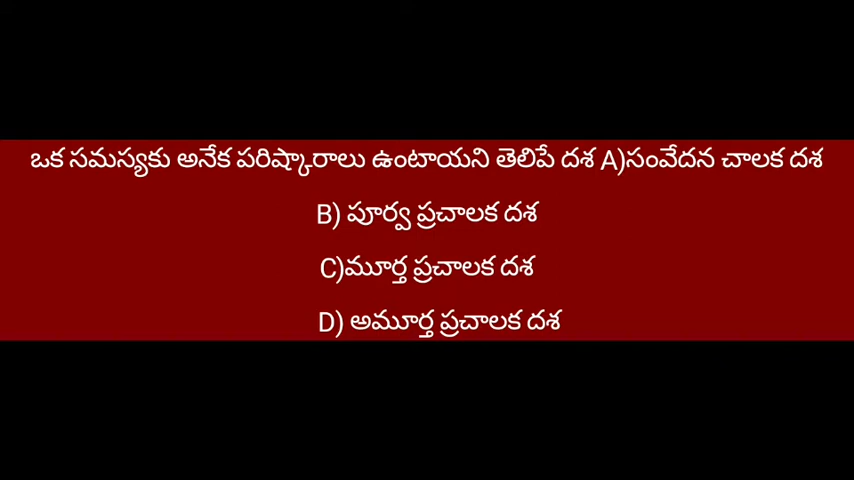 ఒక సమస్యకు అనేక పరిష్కారాలు ఉంటాయని తెలిపే దశ A)సంవేదన చాలక దశ
B) పూర్వ ప్రచాలక దశ
C)మూర్త ప్రచాలక దశ
D) అమూర్త ప్రచాలక దశ